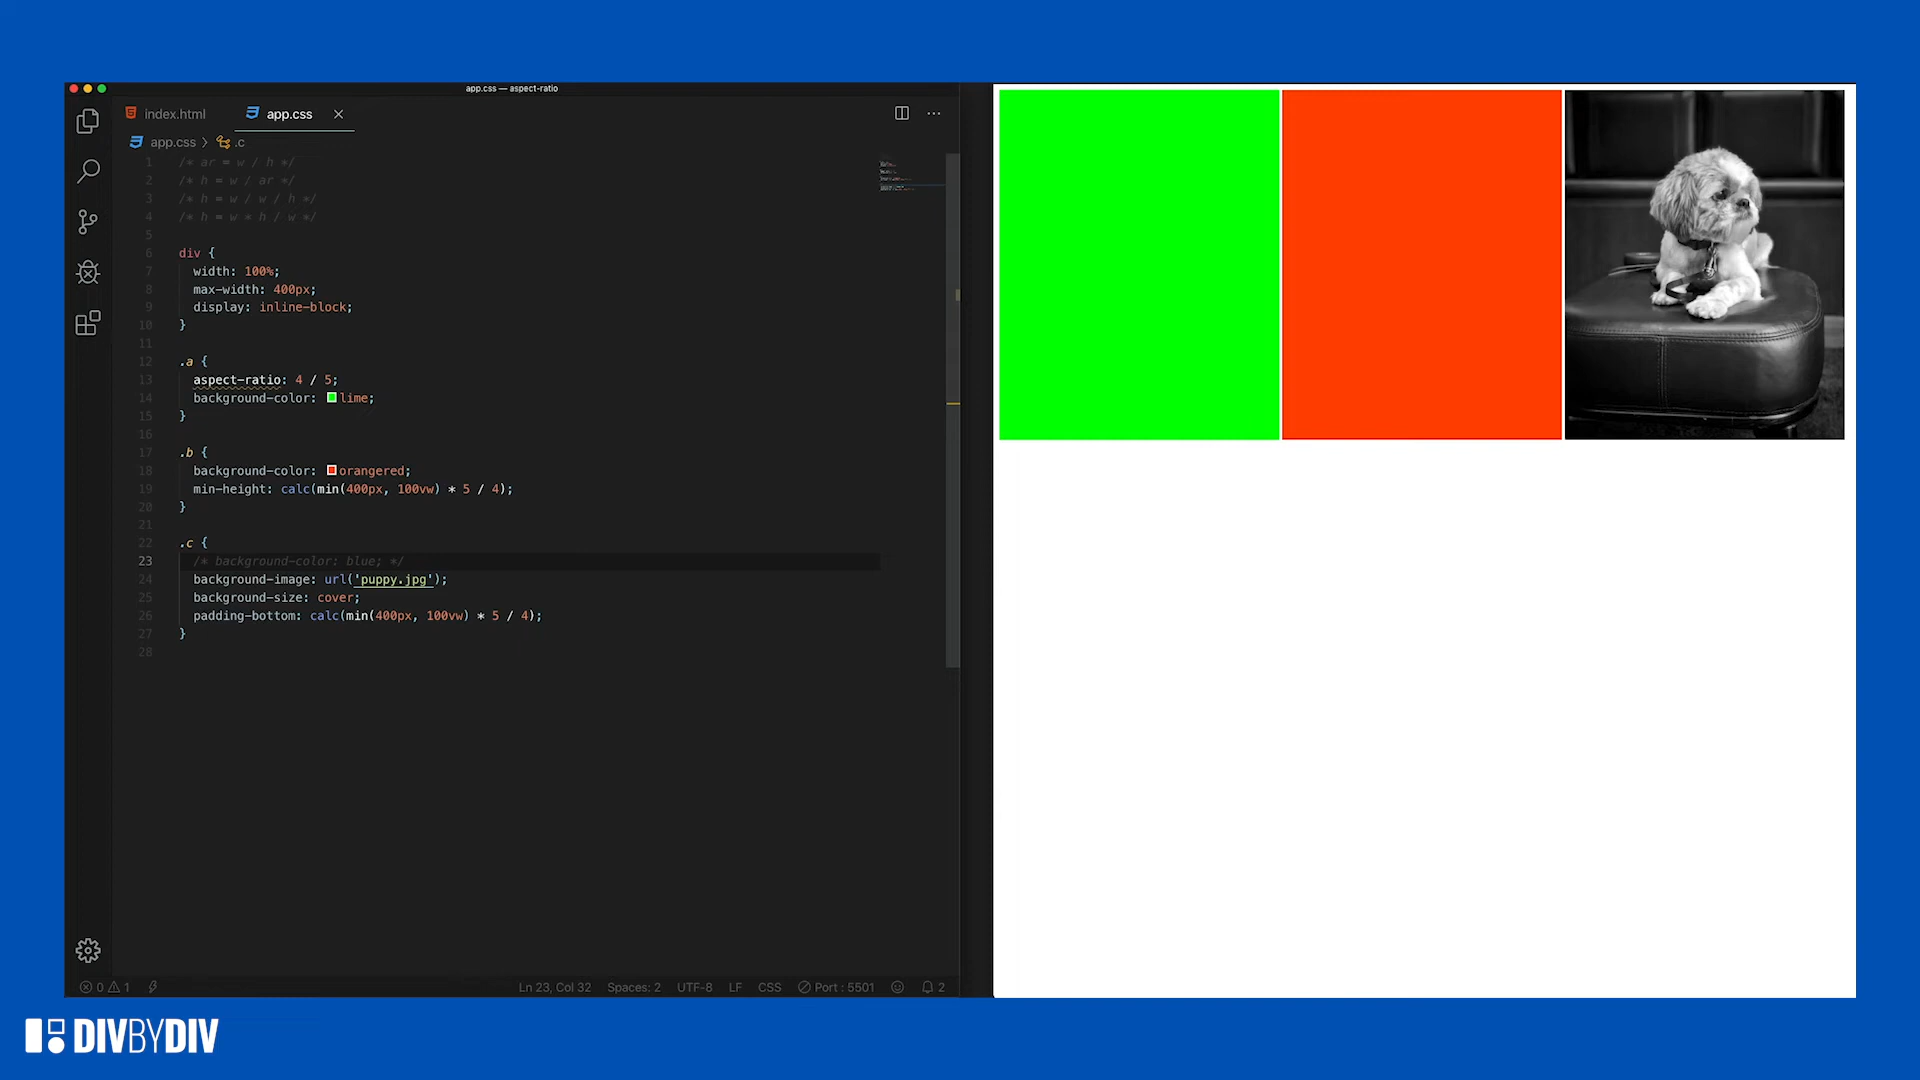 app.css — aspect-ratio
index.html
app.css
app.css > .c
1 /* ar = w / h */
2 /* h = w / ar */
3 /* h = w / w / h */
4 /* h = w * h / w */
5
6 div {
7 width: 100%;
8 max-width: 400px;
9 display: inline-block;
10 }
11
12 .a {
13 aspect-ratio: 4 / 5;
14 background-color: lime;
15 }
16
17 .b {
18 background-color: orangered;
19 min-height: calc(min(400px, 100vw) * 5 / 4);
20 }
21
22 .c {
23 /* background-color: blue; */
24 background-image: url('puppy.jpg');
25 background-size: cover;
26 padding-bottom: calc(min(400px, 100vw) * 5 / 4);
27 }
28
0 1 Ln 23, Col 32 Spaces: 2 UTF-8 LF CSS Port : 5501 2
DIVBYDIV